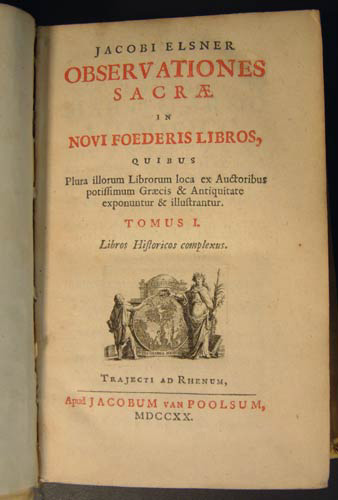 JACOBI ELSNER
OBSERVATIONES
SACRÆ
IN
NOVI FOEDERIS LIBROS,
QUIBUS
Plura illorum Librorum loca ex Auctoribus
potissimum Græcis & Antiquitate
exponuntur & illustrantur.
TOMUS I.
Libros Historicos complexus.
TRAJECTI AD RHENUM,
Apud JACOBUM VAN POOLSUM,
MDCCXX.